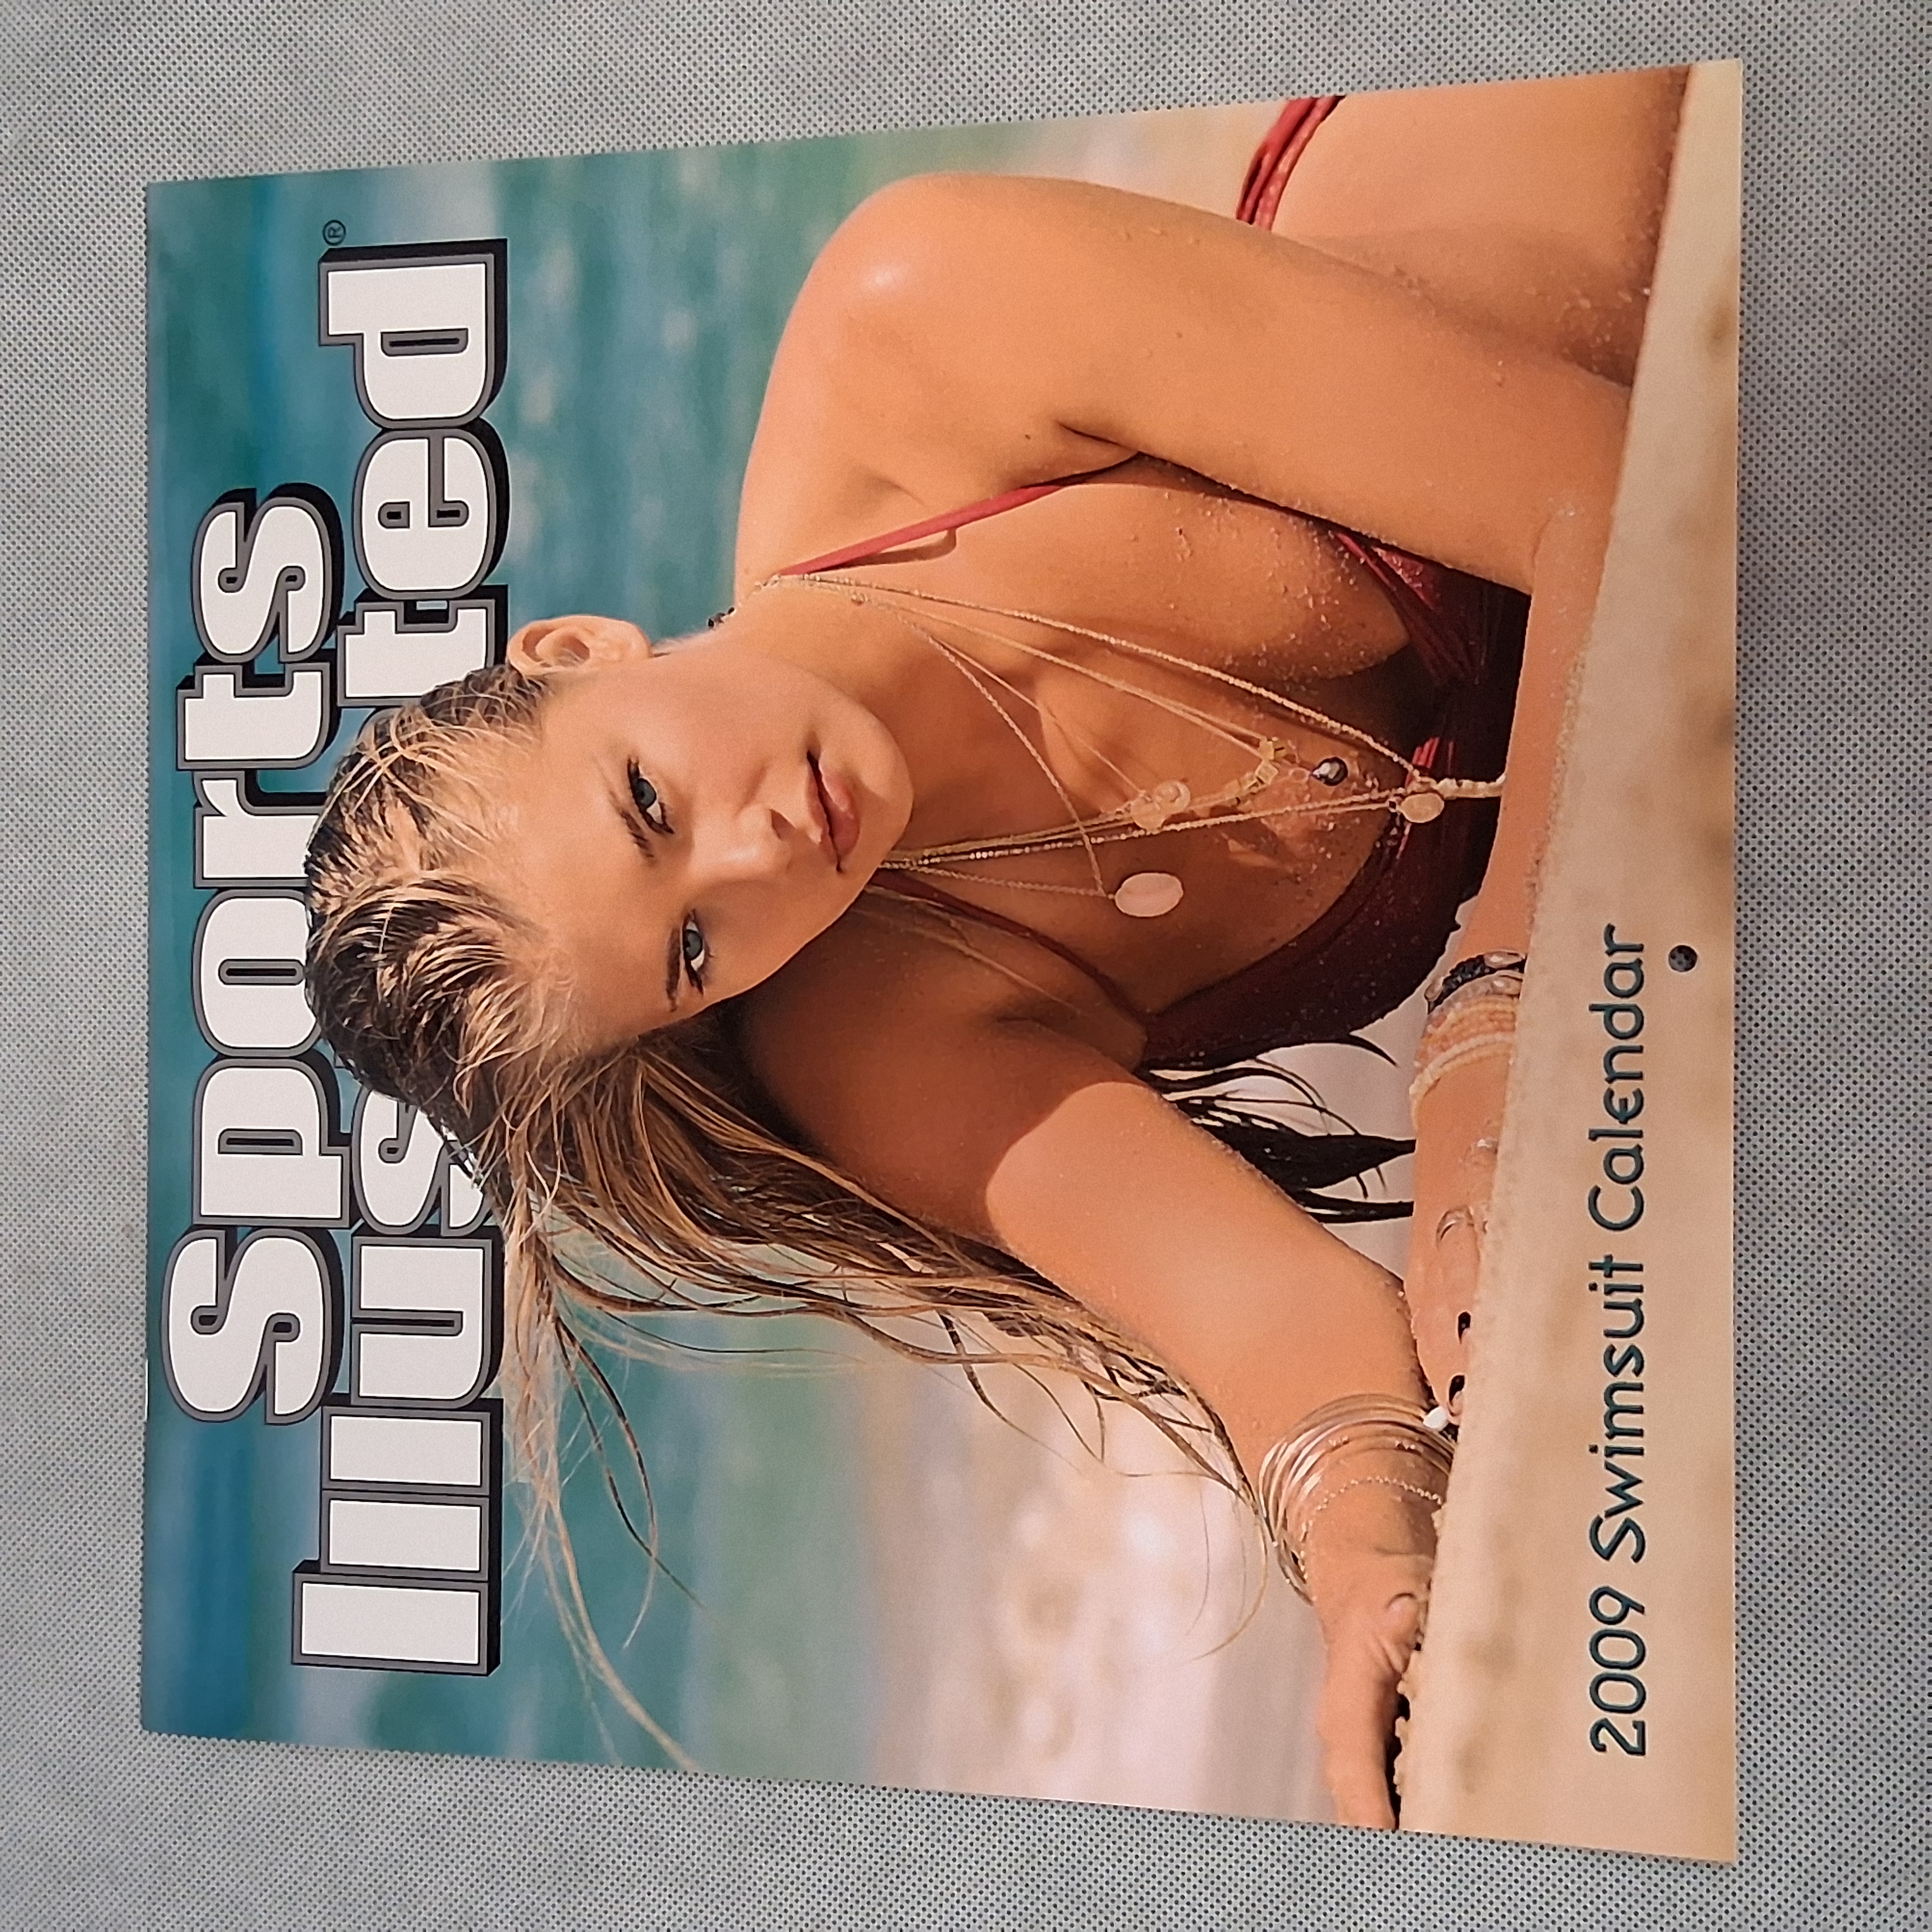 Sports
Illustrated®
2009 Swimsuit Calendar